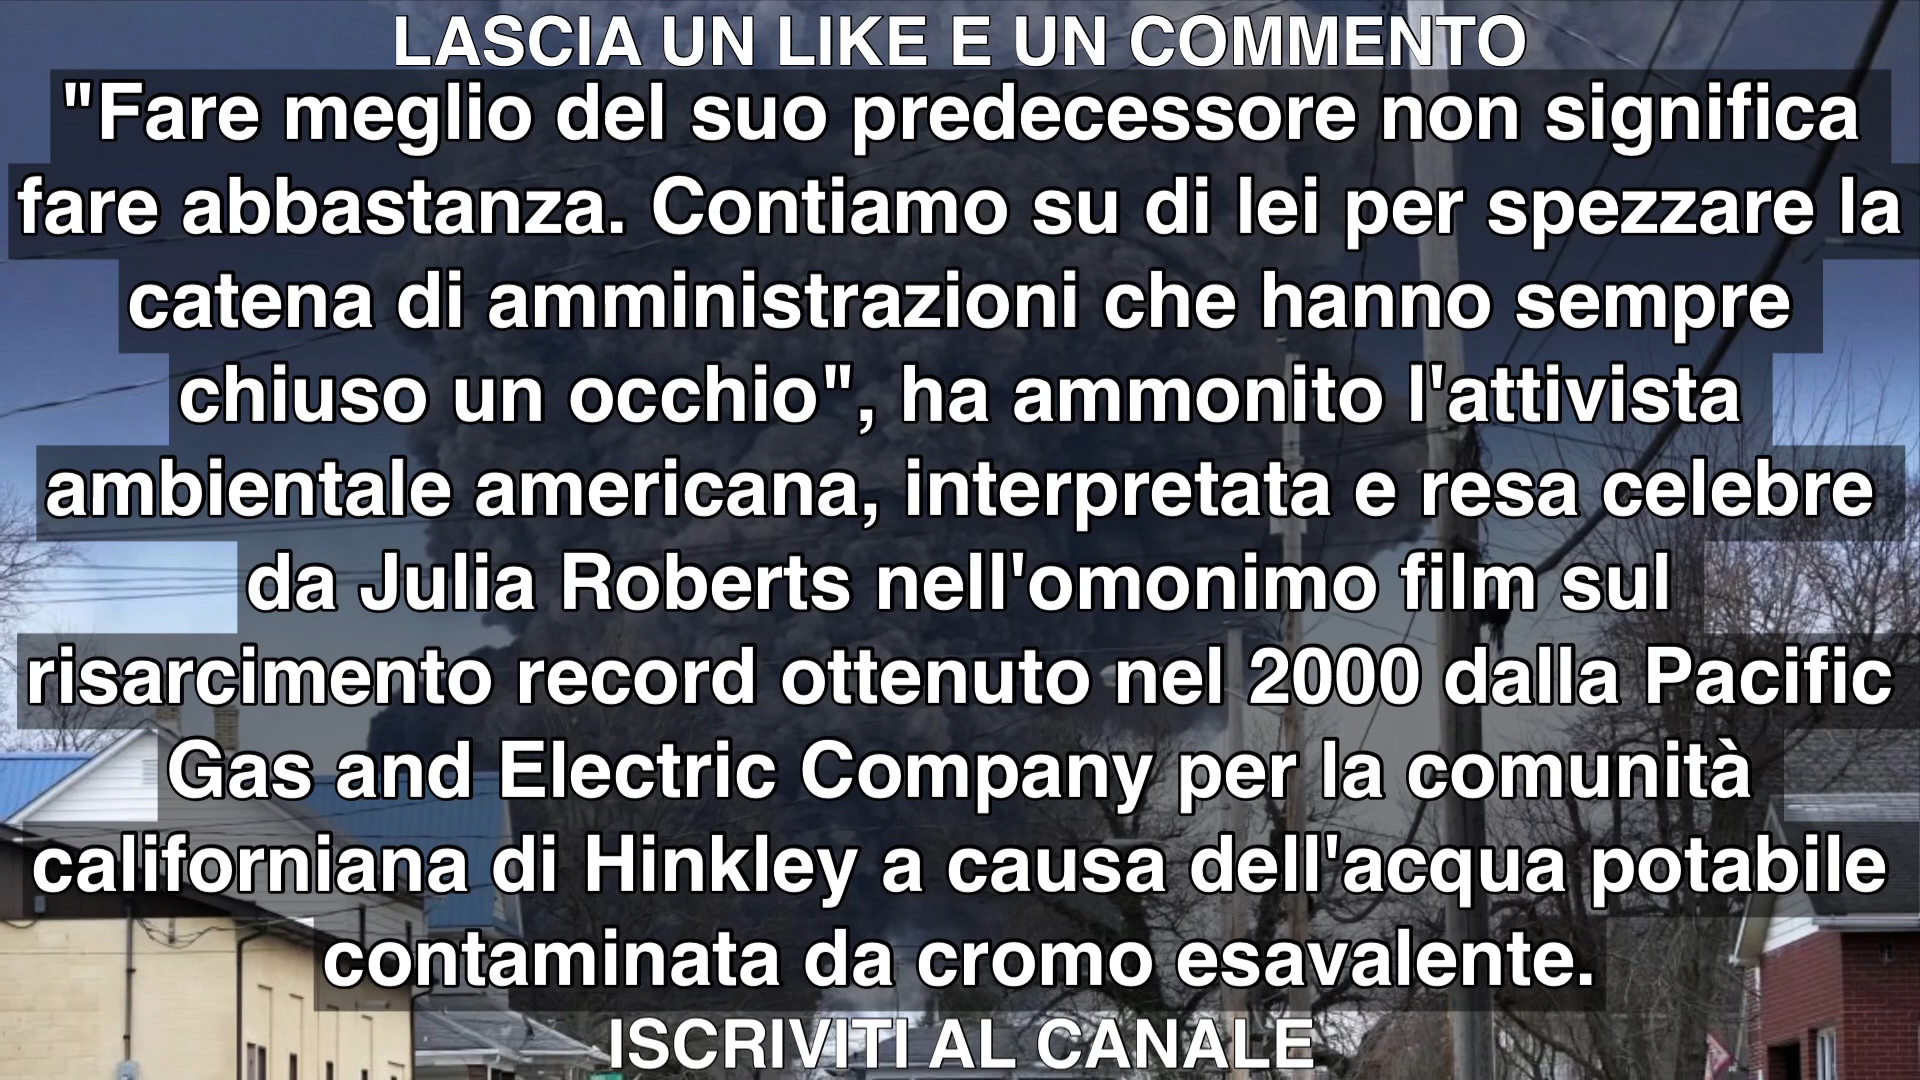 LASCIA UN LIKE E UN COMMENTO
"Fare meglio del suo predecessore non significa
fare abbastanza. Contiamo su di lei per spezzare la
catena di amministrazioni che hanno sempre
chiuso un occhio", ha ammonito l'attivista
ambientale americana, interpretata e resa celebre
da Julia Roberts nell'omonimo film sul
risarcimento record ottenuto nel 2000 dalla Pacific
Gas and Electric Company per la comunità
californiana di Hinkley a causa dell'acqua potabile
contaminata da cromo esavalente.
ISCRIVITI AL CANALE